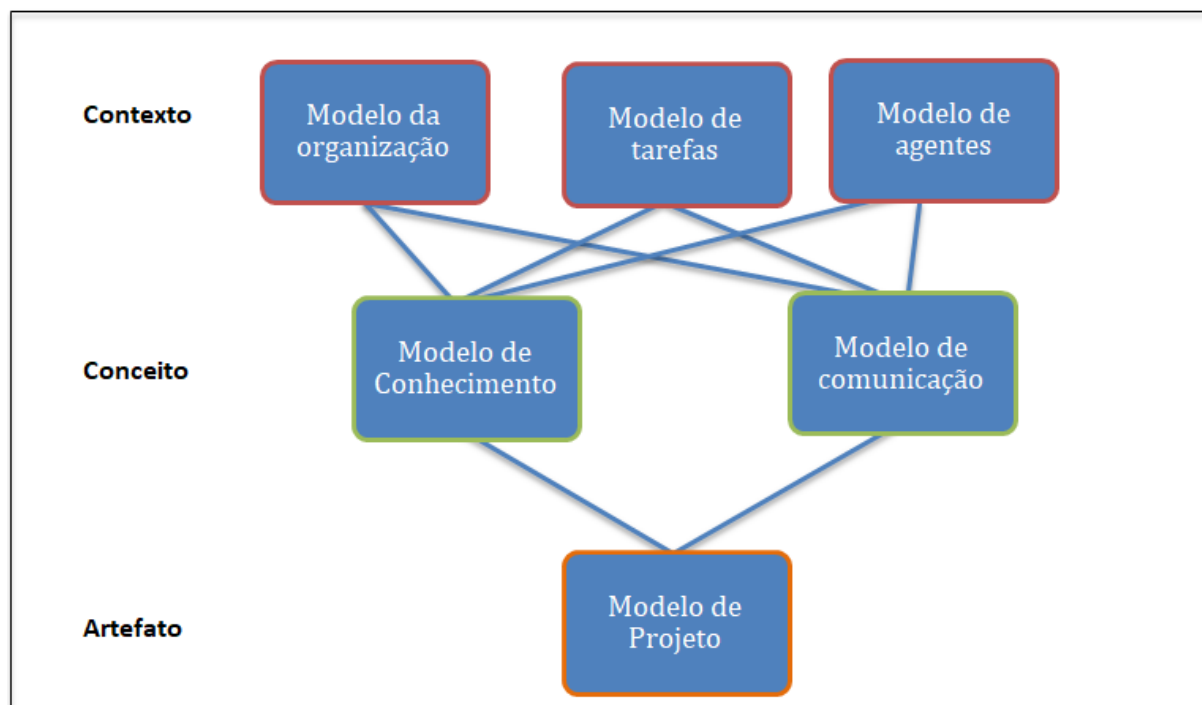 Contexto
Modelo da
organização
Modelo de
tarefas
Modelo de
agentes
Conceito
Modelo de
Conhecimento
Modelo de
comunicação
Artefato
Modelo de
Projeto